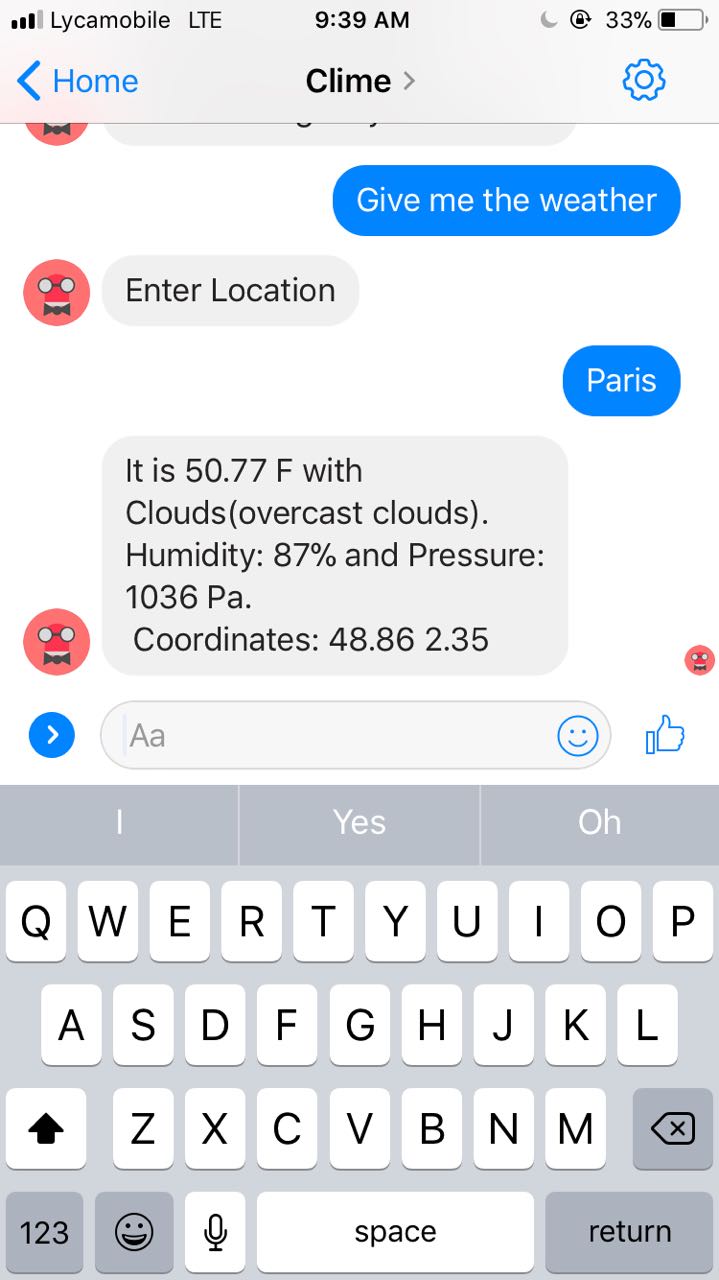 Lycamobile LTE 9:39 AM 33%
Home Clime
Give me the weather
Enter Location
Paris
It is 50.77 F with
Clouds(overcast clouds).
Humidity: 87% and Pressure:
1036 Pa.
Coordinates: 48.86 2.35
Aa
I Yes Oh
Q W E R T Y U I O P
A S D F G H J K L
Z X C V B N M
123 space return